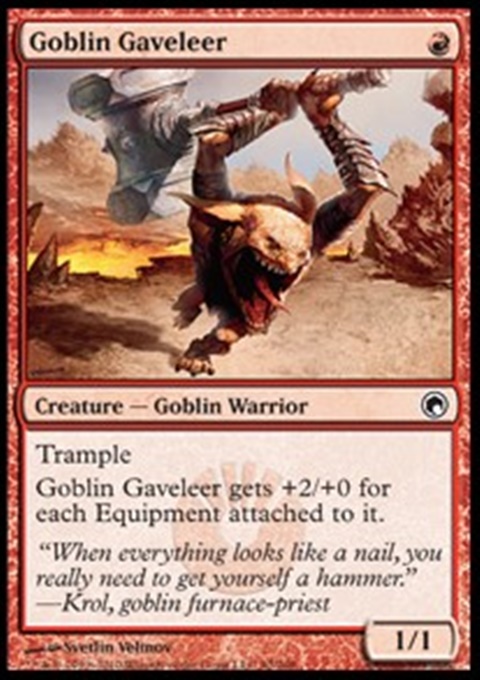 Goblin Gaveleer
Creature — Goblin Warrior
Trample
Goblin Gaveleer gets +2/+0 for
each Equipment attached to it.
“When everything looks like a nail, you
really need to get yourself a hammer.”
—Krol, goblin furnace-priest
Svetlin Velinov
1/1